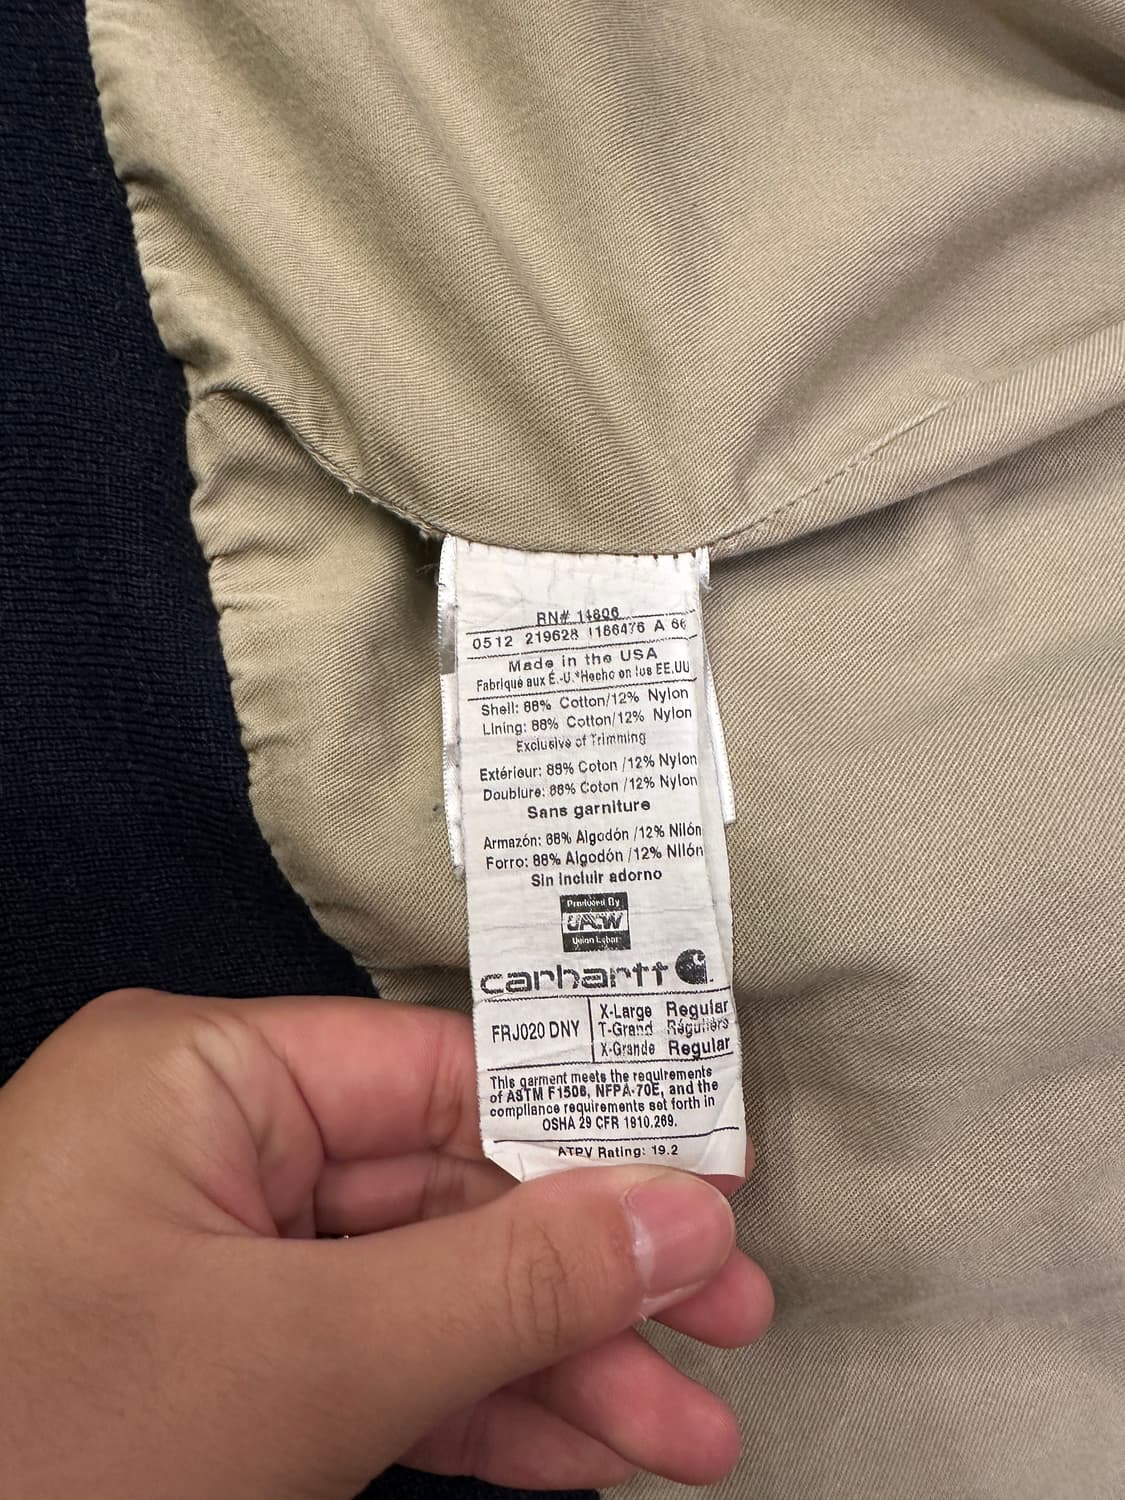 RN# 14806
0512 219628 1166476 A 66
Made in the USA
Fabriqué aux É.-U.*Hecho en los EE.UU
Shell: 88% Cotton/12% Nylon
Lining: 88% Cotton/12% Nylon
Exclusive of Trimming
Extérieur: 88% Coton /12% Nylon
Doublure: 88% Coton /12% Nylon
Sans garniture
Armazón: 88% Algodón /12% Nilón
Forro: 88% Algodón /12% Nilón
Sin Incluir adorno
Produced By
UAW
Union Labor
carhartt
FRJ020 DNY
X-Large Regular
T-Grand Réguliers
X-Grande Regular
This garment meets the requirements
of ASTM F1506, NFPA-70E, and the
compliance requirements set forth in
OSHA 29 CFR 1910.269.
ATPV Rating: 19.2